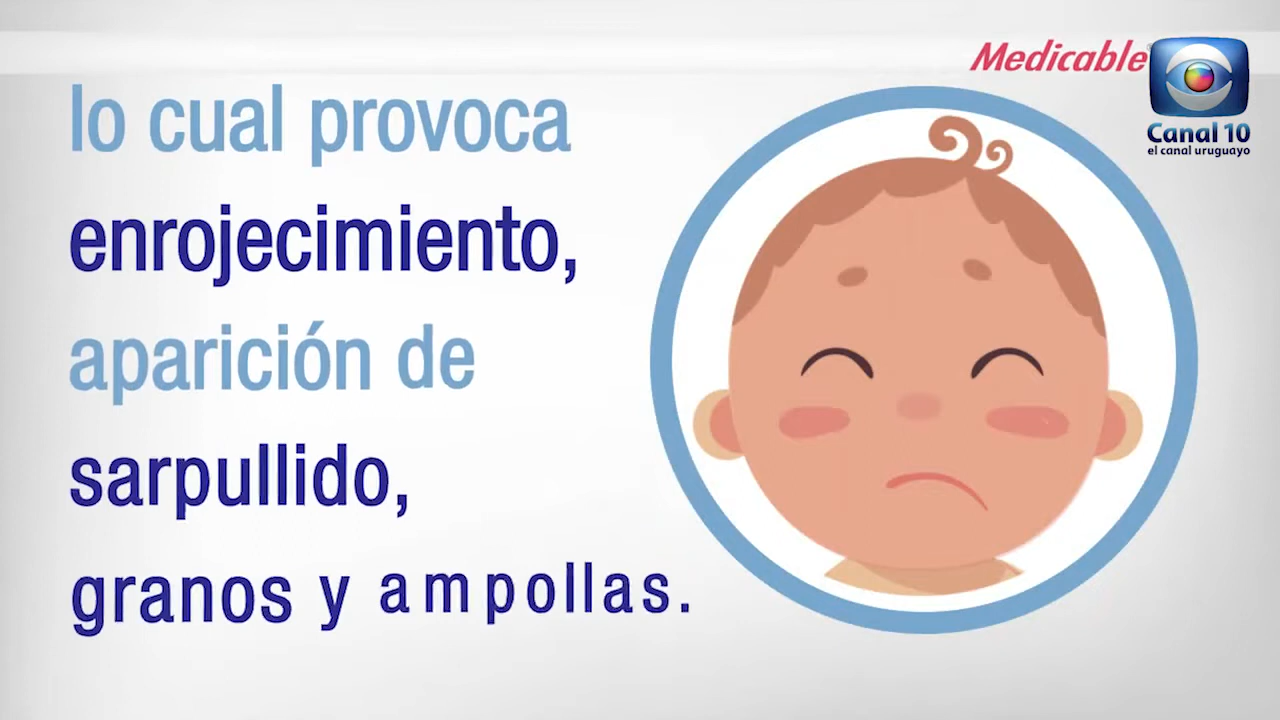 Medicable
Canal 10
el canal uruguayo
lo cual provoca
enrojecimiento,
aparición de
sarpullido,
granos y ampollas.